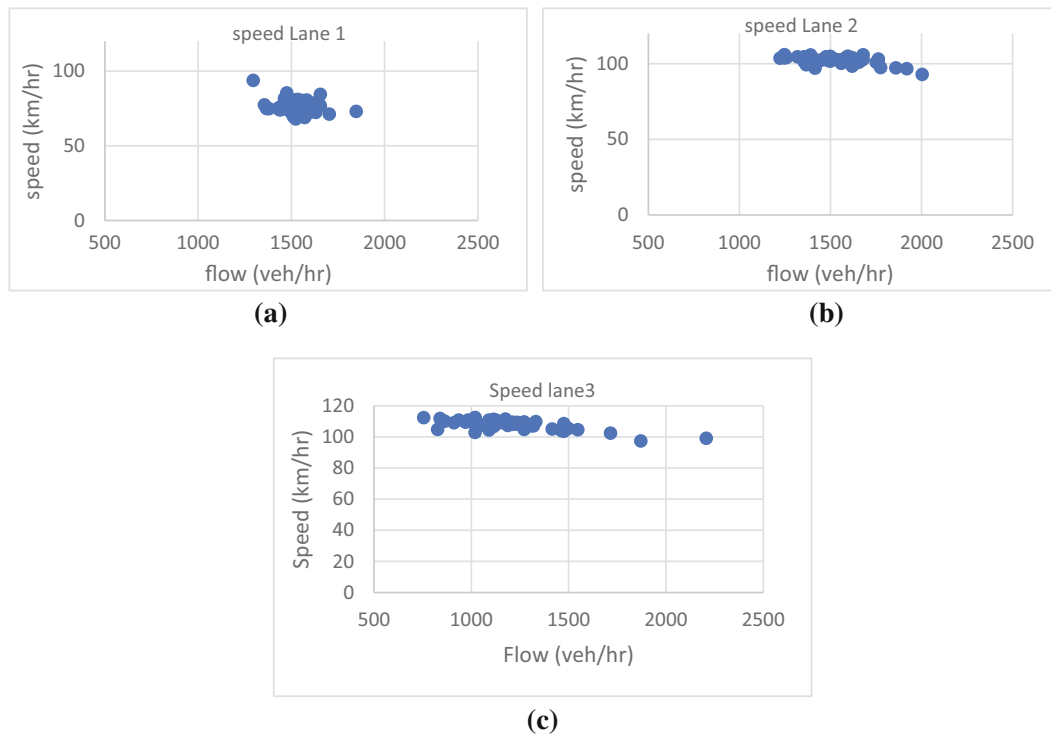 speed Lane 1
100
50
0
speed (km/hr)
500 1000 1500 2000 2500
flow (veh/hr)
(a)
speed Lane 2
100
50
0
speed (km/hr)
500 1000 1500 2000 2500
flow (veh/hr)
(b)
Speed lane3
120
100
80
60
40
20
0
Speed (km/hr)
500 1000 1500 2000 2500
Flow (veh/hr)
(c)